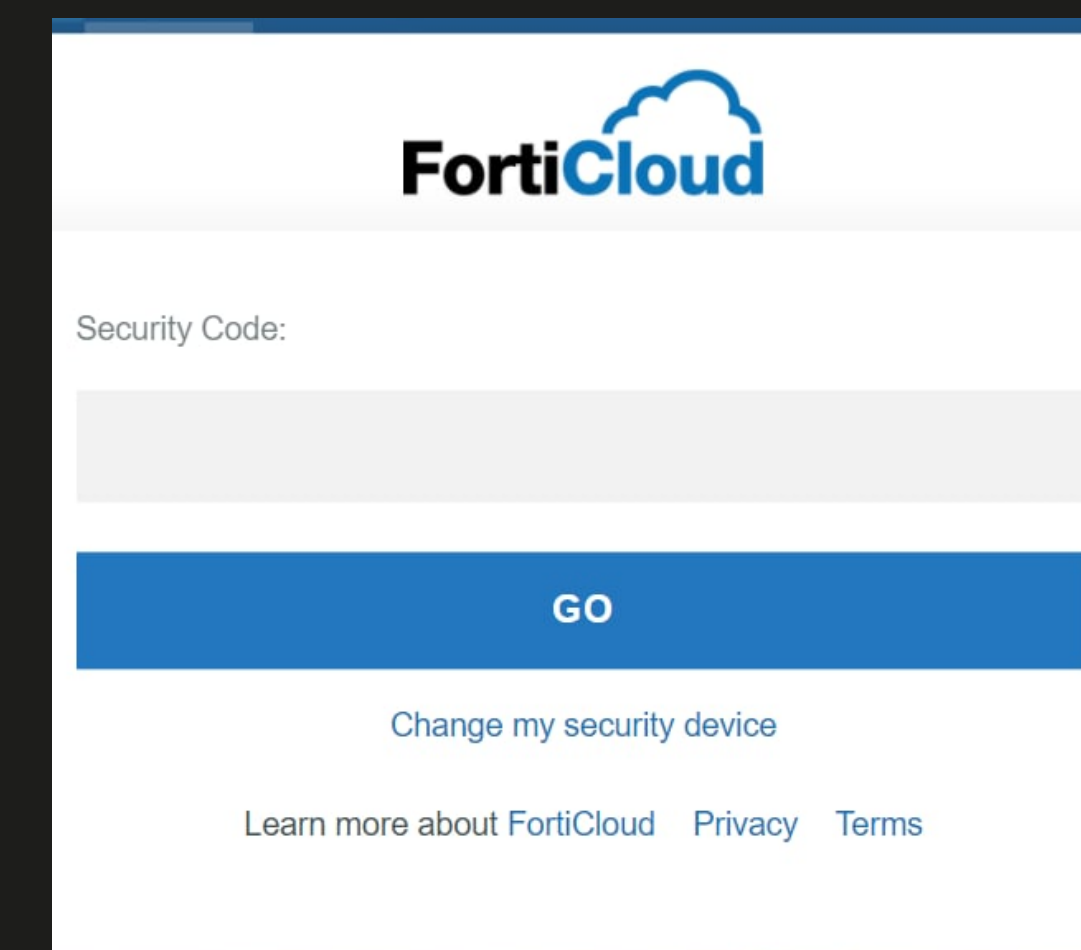 FortiCloud
Security Code:
GO
Change my security device
Learn more about FortiCloud Privacy Terms